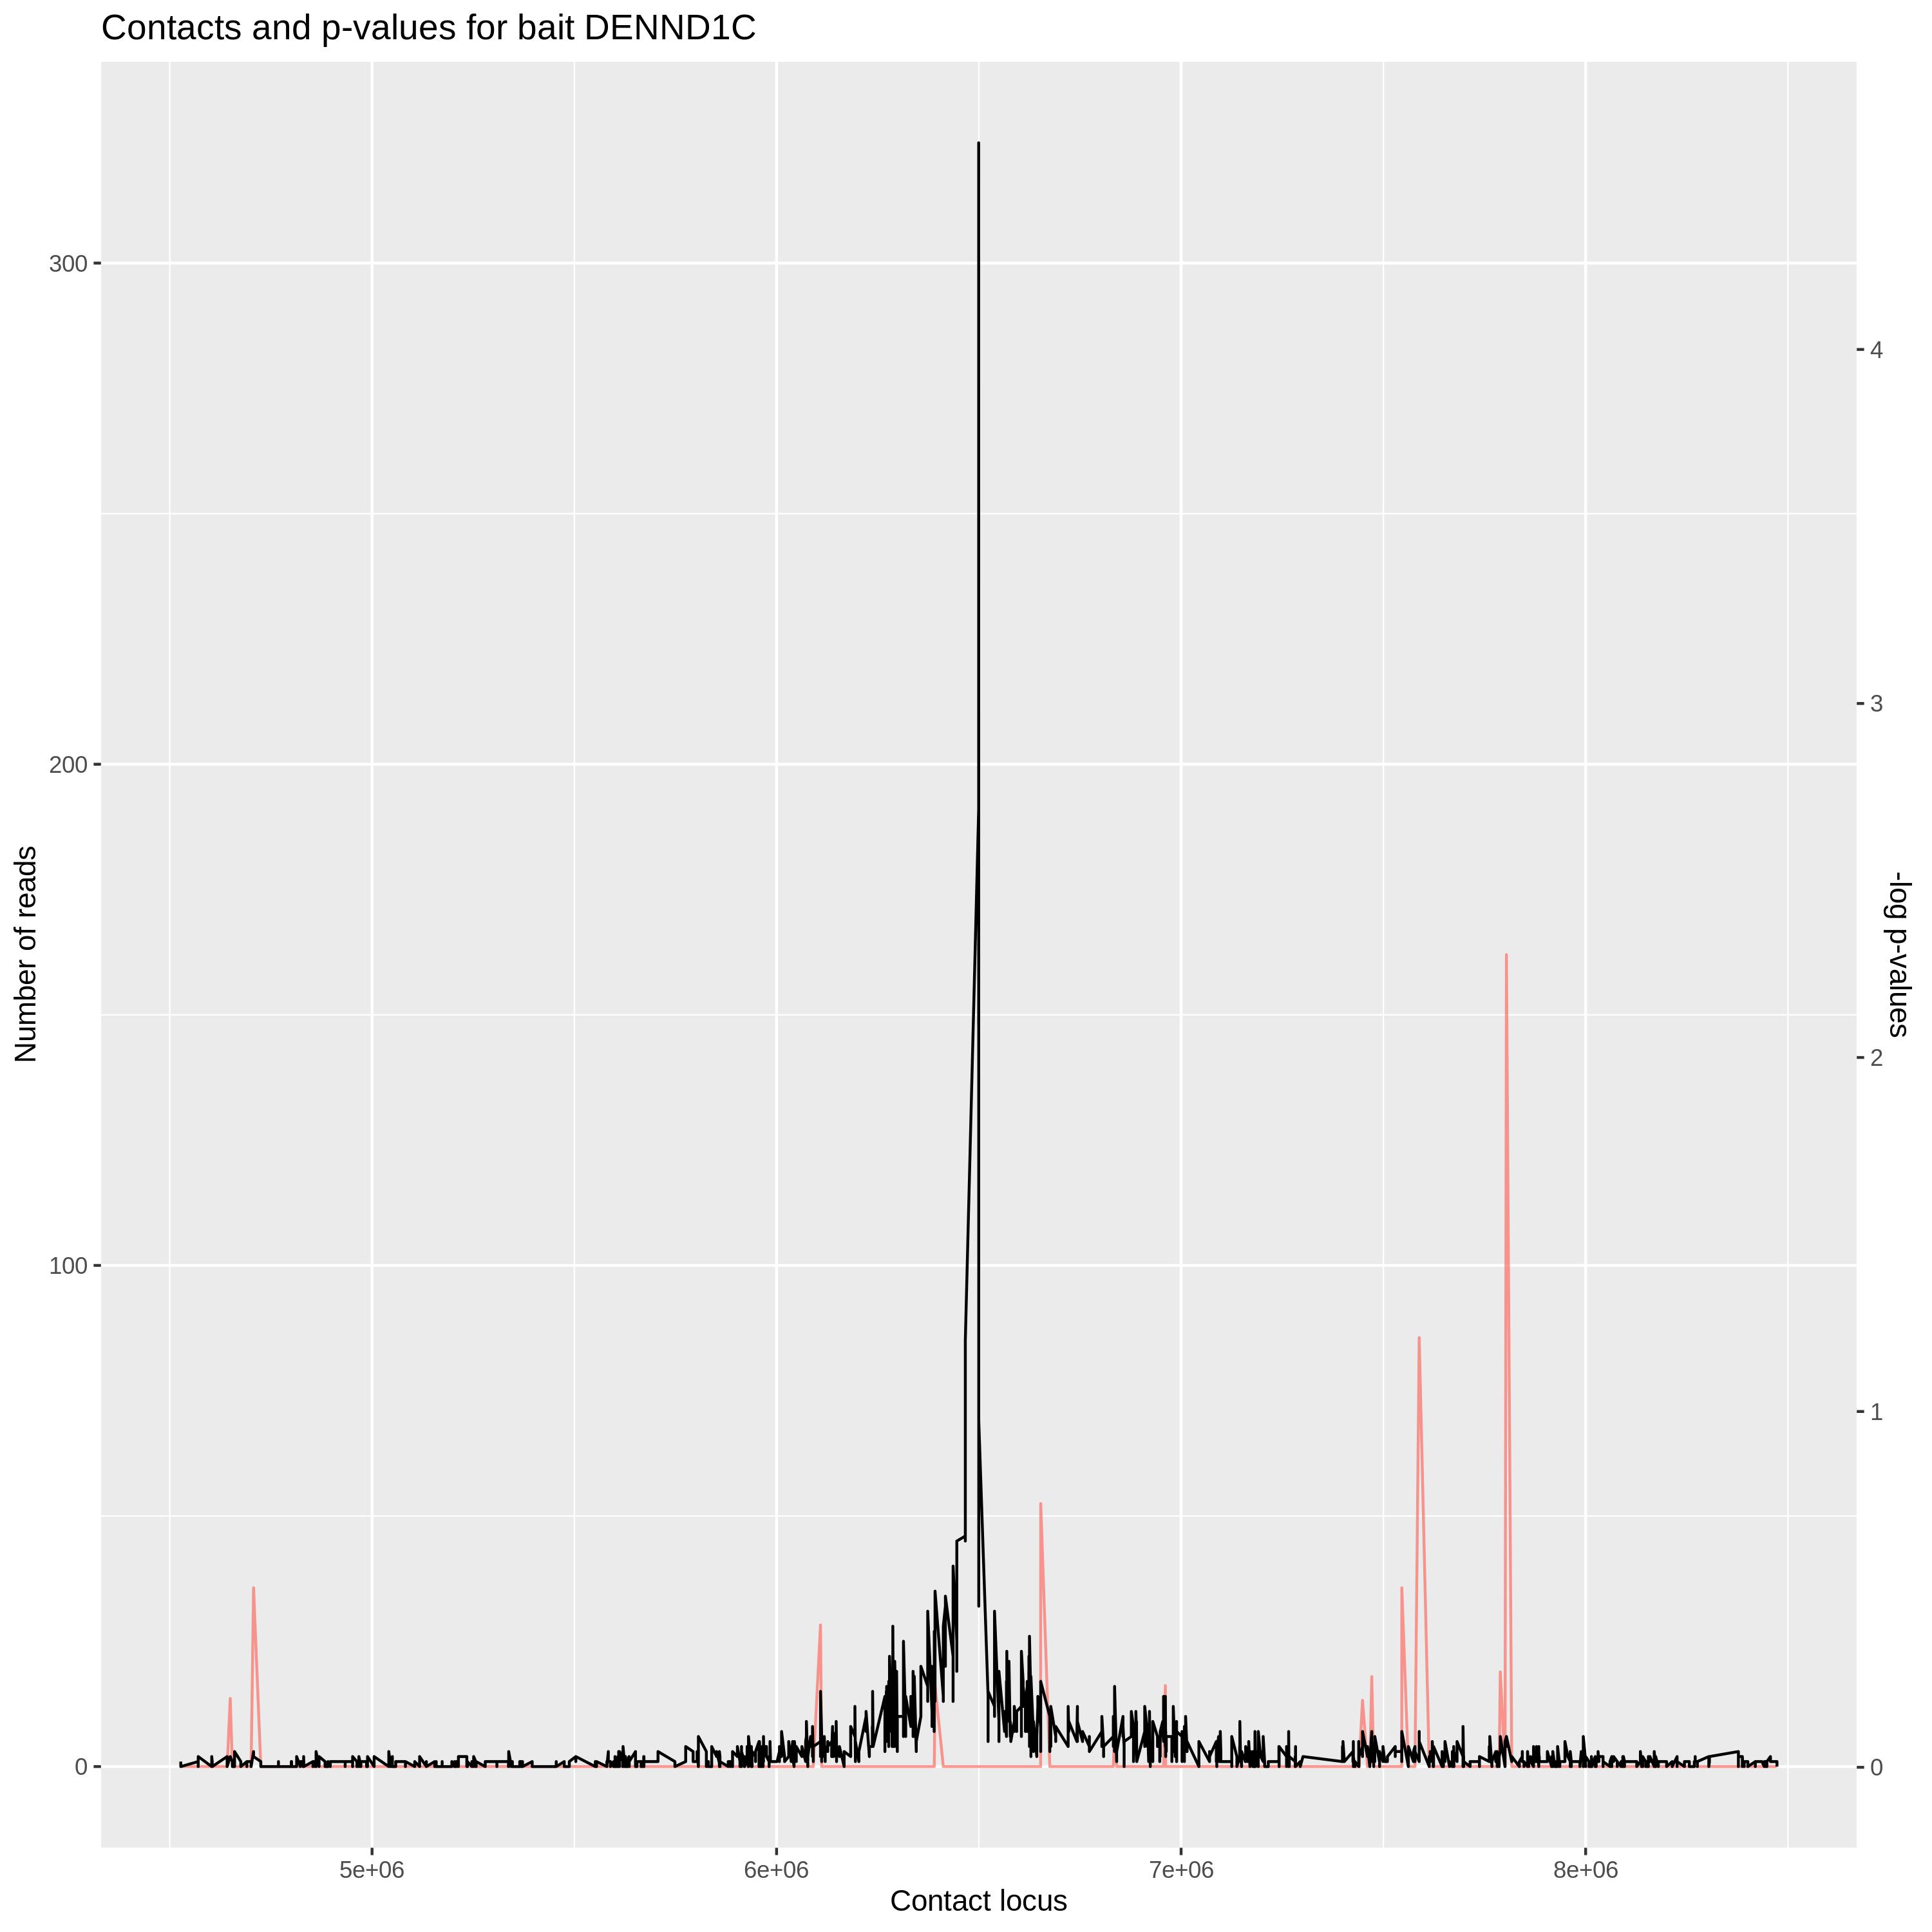 Contacts and p-values for bait DENND1C
300
200
100
0
Number of reads
4
3
2
1
0
-log p-values
5e+06
6e+06
7e+06
8e+06
Contact locus